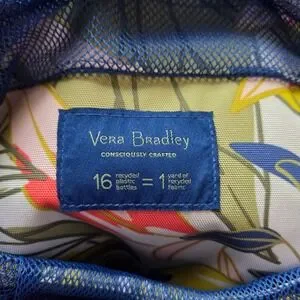 Vera Bradley
CONSCIOUSLY CRAFTED
16 recycled plastic bottles = 1 yard of recycled fabric